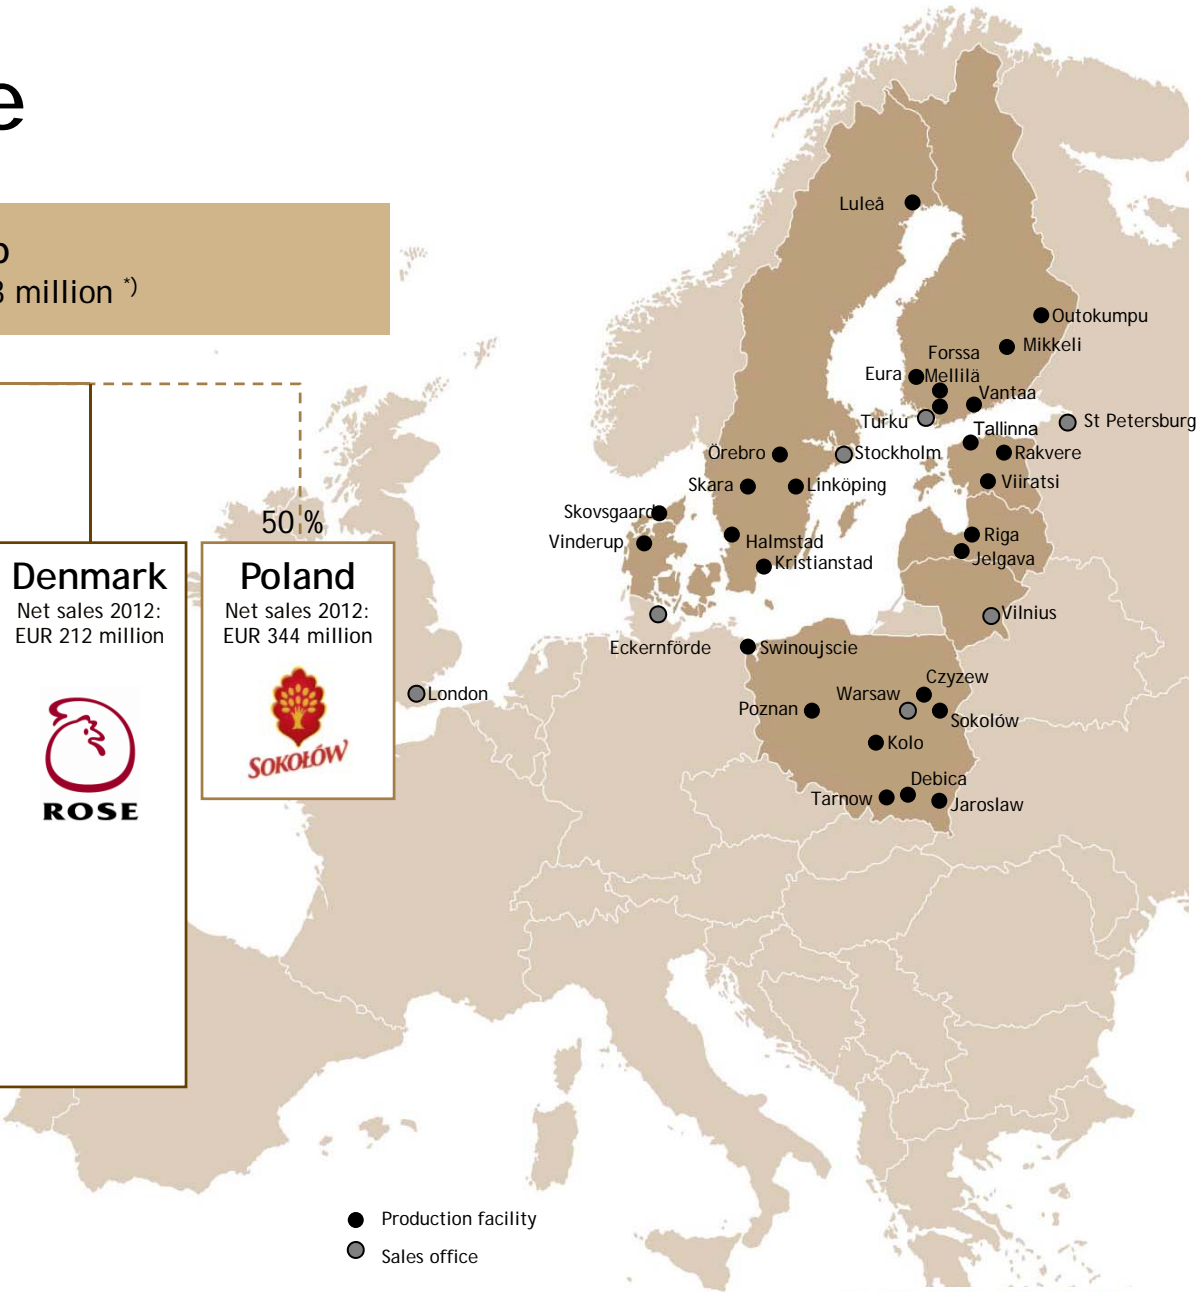 e
p
3 million *)
50 %
Denmark
Net sales 2012:
EUR 212 million
ROSE
Poland
Net sales 2012:
EUR 344 million
SOKOŁÓW
Luleå
Outokumpu
Mikkeli
Forssa
Eura
Mellilä
Vantaa
Turku
St Petersburg
Tallinna
Örebro
Stockholm
Rakvere
Skara
Linköping
Viiratsi
Skovsgaard
Vinderup
Halmstad
Riga
Kristianstad
Jelgava
Vilnius
Eckernförde
Swinoujscie
Czyzew
London
Warsaw
Poznan
Sokolów
Kolo
Debica
Tarnow
Jaroslaw
Production facility
Sales office